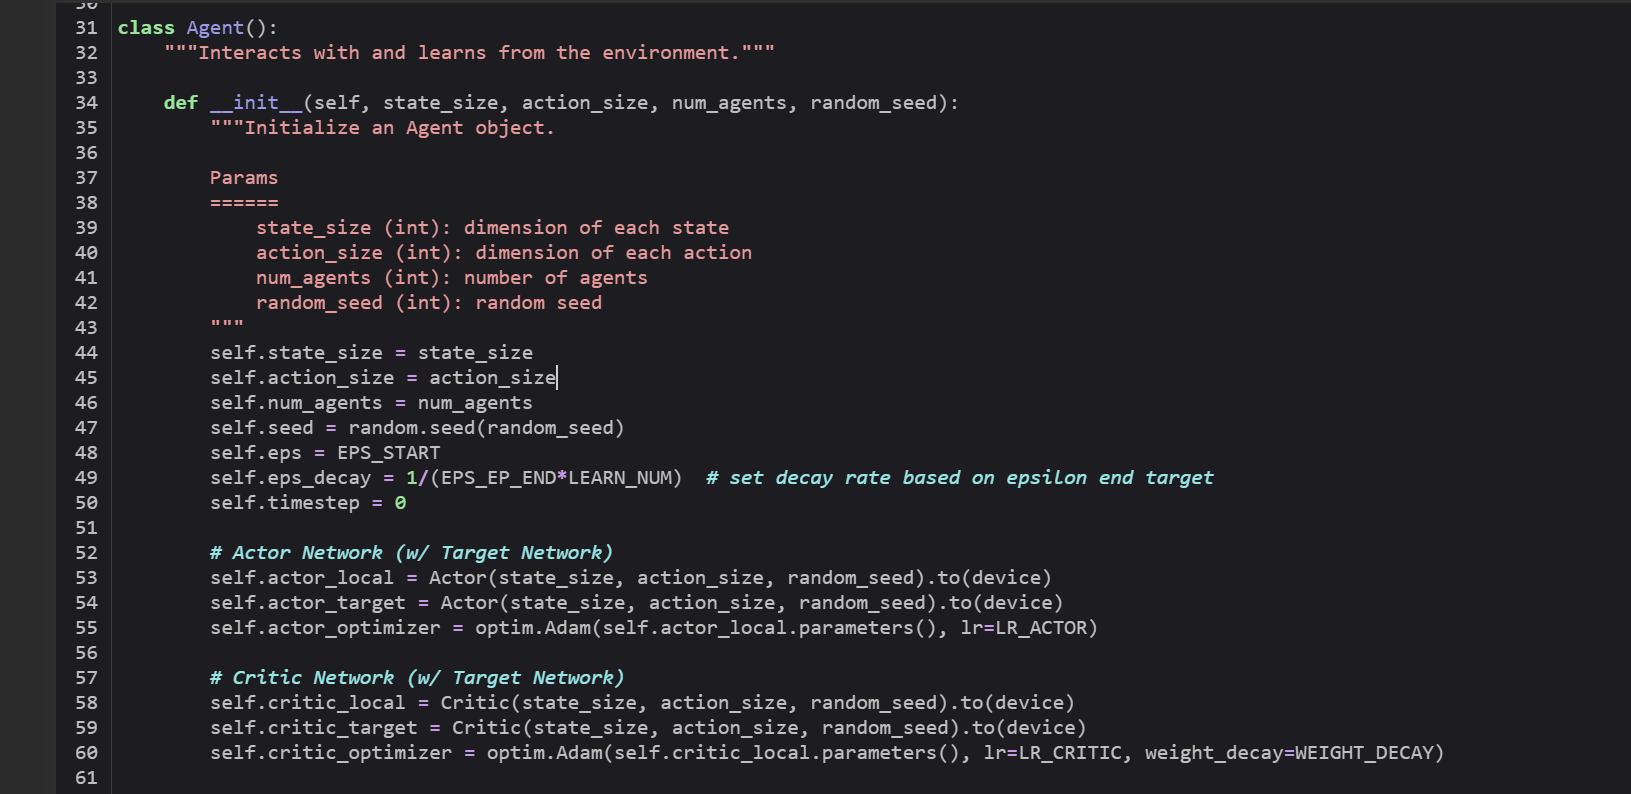 30
31 class Agent():
32     """Interacts with and learns from the environment."""
33
34     def __init__(self, state_size, action_size, num_agents, random_seed):
35         """Initialize an Agent object.
36
37         Params
38         ======
39             state_size (int): dimension of each state
40             action_size (int): dimension of each action
41             num_agents (int): number of agents
42             random_seed (int): random seed
43         """
44         self.state_size = state_size
45         self.action_size = action_size
46         self.num_agents = num_agents
47         self.seed = random.seed(random_seed)
48         self.eps = EPS_START
49         self.eps_decay = 1/(EPS_EP_END*LEARN_NUM)  # set decay rate based on epsilon end target
50         self.timestep = 0
51
52         # Actor Network (w/ Target Network)
53         self.actor_local = Actor(state_size, action_size, random_seed).to(device)
54         self.actor_target = Actor(state_size, action_size, random_seed).to(device)
55         self.actor_optimizer = optim.Adam(self.actor_local.parameters(), lr=LR_ACTOR)
56
57         # Critic Network (w/ Target Network)
58         self.critic_local = Critic(state_size, action_size, random_seed).to(device)
59         self.critic_target = Critic(state_size, action_size, random_seed).to(device)
60         self.critic_optimizer = optim.Adam(self.critic_local.parameters(), lr=LR_CRITIC, weight_decay=WEIGHT_DECAY)
61